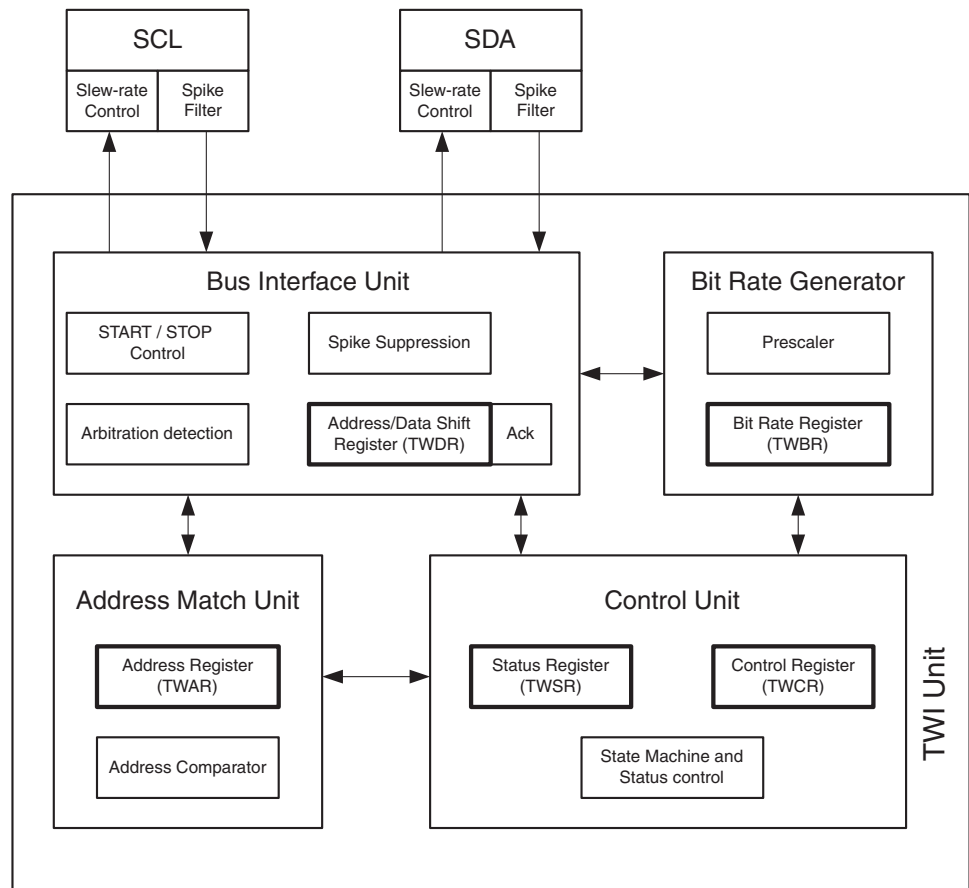 SCL
Slew-rate
Control
Spike
Filter
SDA
Slew-rate
Control
Spike
Filter
Bus Interface Unit
START / STOP
Control
Spike Suppression
Arbitration detection
Address/Data Shift
Register (TWDR)
Ack
Bit Rate Generator
Prescaler
Bit Rate Register
(TWBR)
Address Match Unit
Address Register
(TWAR)
Address Comparator
Control Unit
Status Register
(TWSR)
Control Register
(TWCR)
State Machine and
Status control
TWI Unit